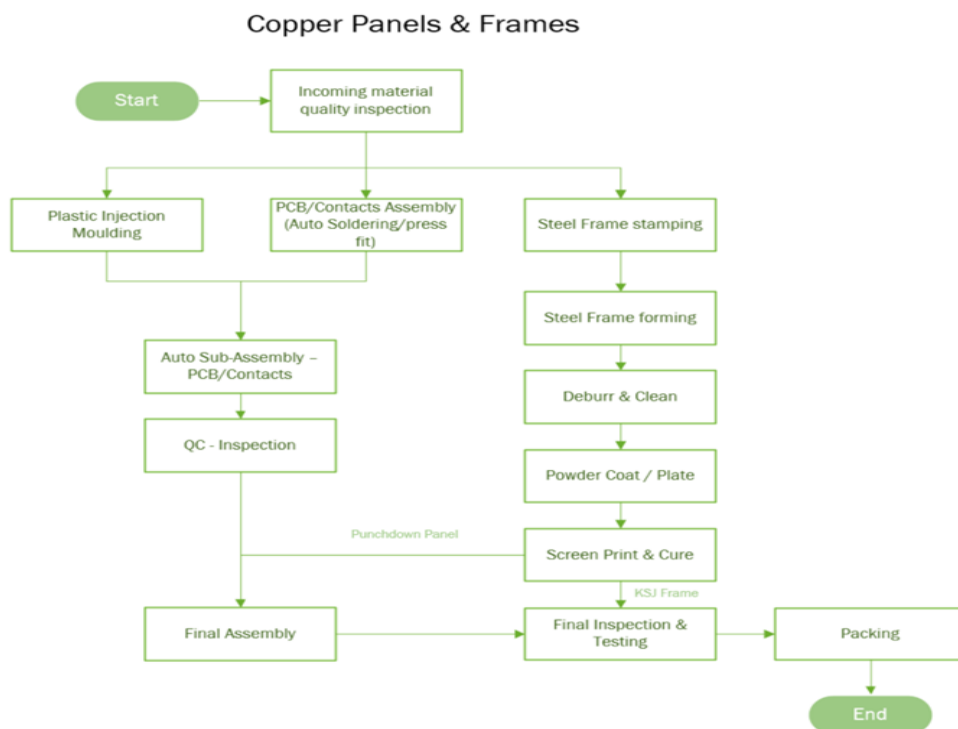 Copper Panels & Frames
Start
Incoming material
quality inspection
Plastic Injection
Moulding
PCB/Contacts Assembly
(Auto Soldering/press
fit)
Steel Frame stamping
Steel Frame forming
Auto Sub-Assembly –
PCB/Contacts
Deburr & Clean
QC - Inspection
Powder Coat / Plate
Punchdown Panel
Screen Print & Cure
KSJ Frame
Final Assembly
Final Inspection &
Testing
Packing
End